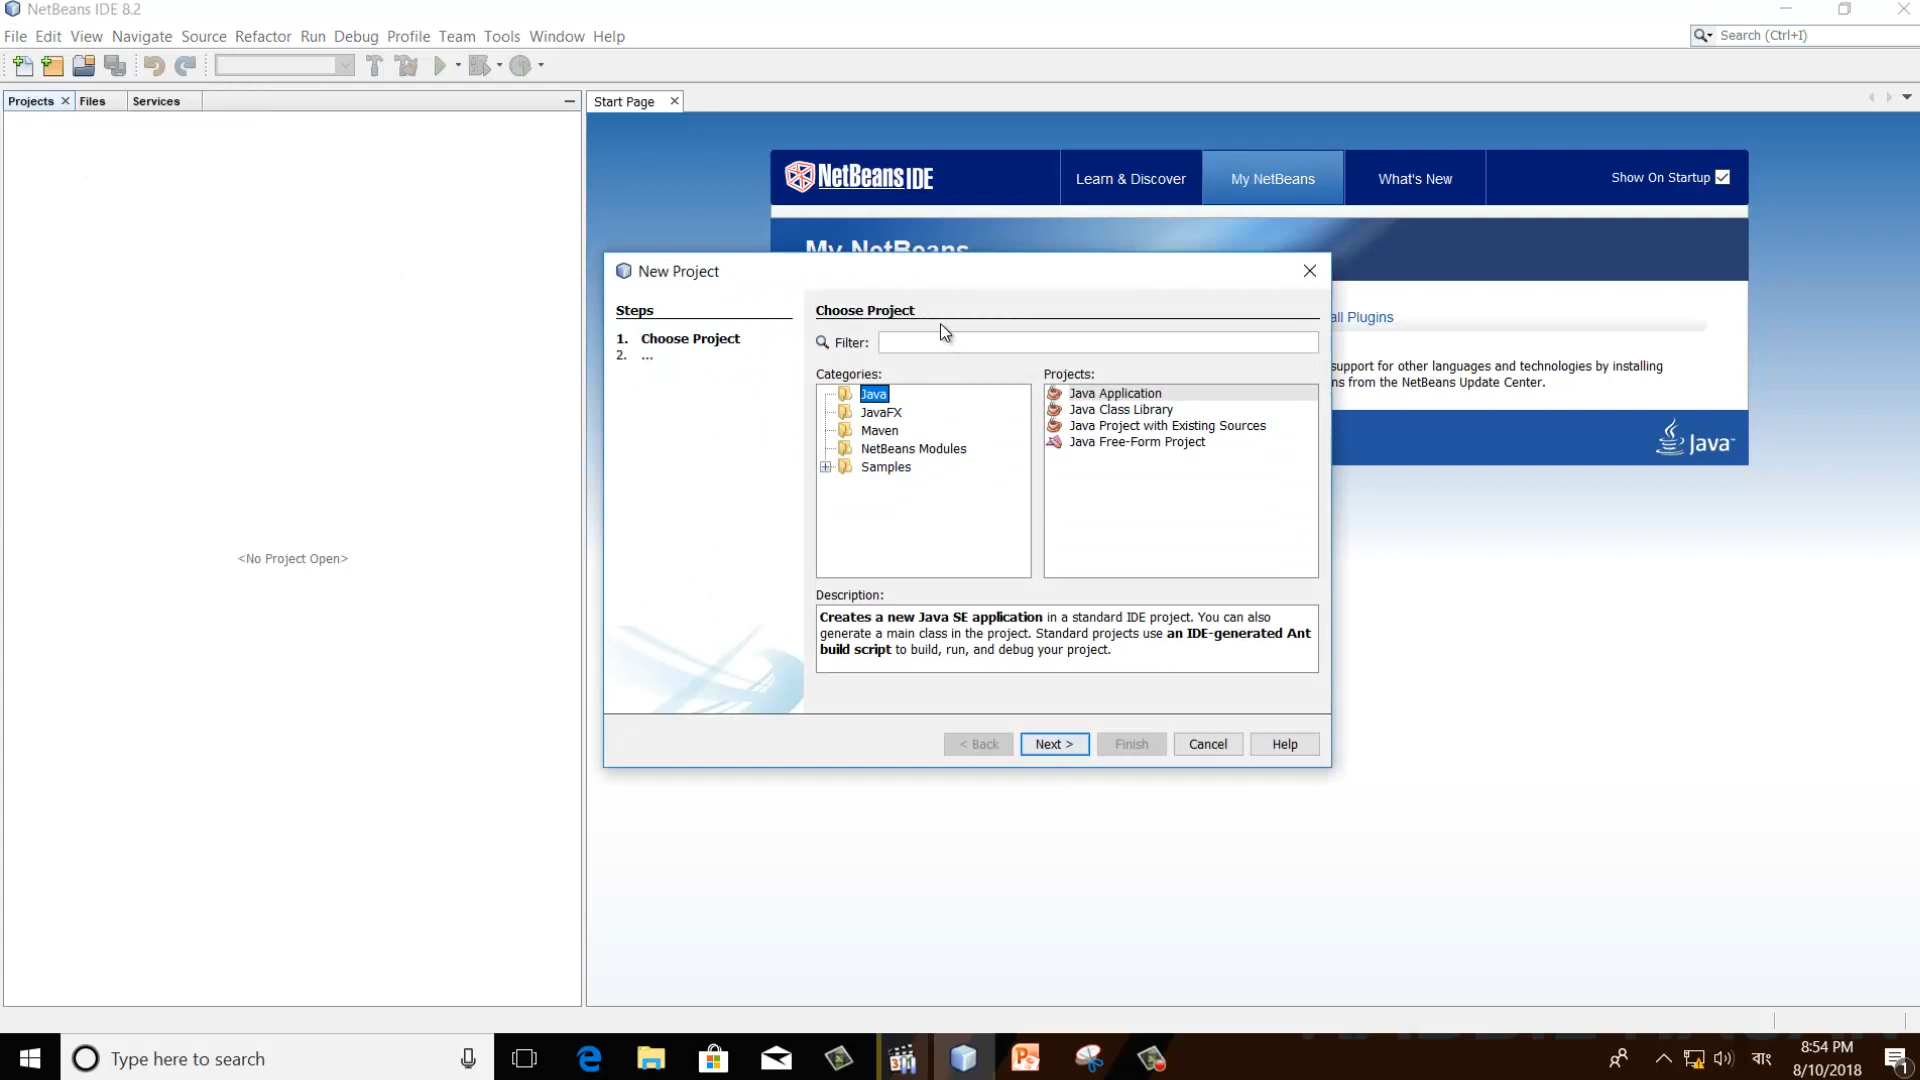 NetBeans IDE 8.2
File Edit View Navigate Source Refactor Run Debug Profile Team Tools Window Help
Search (Ctrl+I)
Projects Files Services
Start Page
NetBeans IDE
Learn & Discover
My NetBeans
What's New
Show On Startup
My NetBeans
New Project
Steps
1. Choose Project
2. ...
Choose Project
Filter:
Categories:
Java
JavaFX
Maven
NetBeans Modules
Samples
Projects:
Java Application
Java Class Library
Java Project with Existing Sources
Java Free-Form Project
Description:
Creates a new Java SE application in a standard IDE project. You can also
generate a main class in the project. Standard projects use an IDE-generated Ant
build script to build, run, and debug your project.
< Back
Next >
Finish
Cancel
Help
all Plugins
support for other languages and technologies by installing
ns from the NetBeans Update Center.
Java
<No Project Open>
Type here to search
বাং
8:54 PM
8/10/2018
1